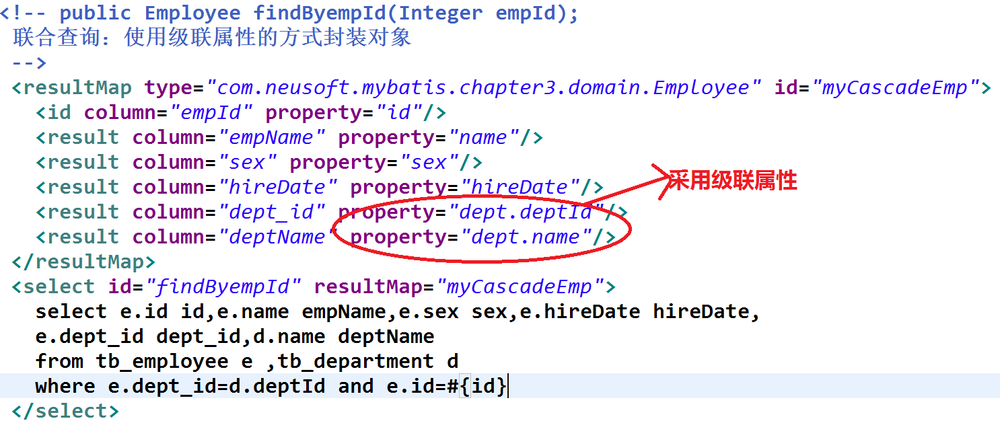 <!-- public Employee findByempId(Integer empId);
联合查询：使用级联属性的方式封装对象
-->
<resultMap type="com.neusoft.mybatis.chapter3.domain.Employee" id="myCascadeEmp">
<id column="empId" property="id"/>
<result column="empName" property="name"/>
<result column="sex" property="sex"/>
<result column="hireDate" property="hireDate"/>
采用级联属性
<result column="dept_id" property="dept.deptId"/>
<result column="deptName" property="dept.name"/>
</resultMap>
<select id="findByempId" resultMap="myCascadeEmp">
select e.id id,e.name empName,e.sex sex,e.hireDate hireDate,
e.dept_id dept_id,d.name deptName
from tb_employee e ,tb_department d
where e.dept_id=d.deptId and e.id=#{id}
</select>